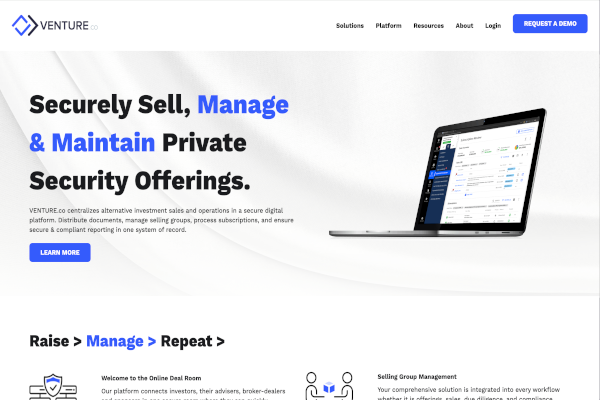 VENTURE.co
Solutions Platform Resources About Login REQUEST A DEMO
Securely Sell, Manage
& Maintain Private
Security Offerings.
VENTURE.co centralizes alternative investment sales and operations in a secure digital
platform. Distribute documents, manage selling groups, process subscriptions, and ensure
secure & compliant reporting in one system of record.
LEARN MORE
Raise > Manage > Repeat >
Welcome to the Online Deal Room
Our platform connects investors, their advisers, broker-dealers
Selling Group Management
Your comprehensive solution is integrated into every workflow
whether it is offerings, sales, due diligence, and compliance